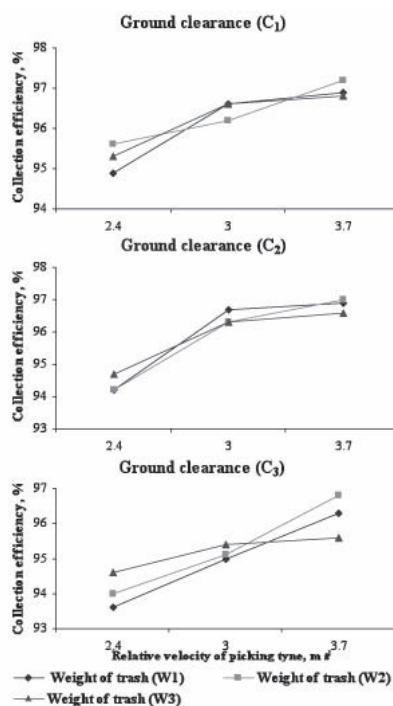 Ground clearance (C1)
Collection efficiency, %
98
97
96
95
94
2.4 3 3.7
Ground clearance (C2)
Collection efficiency, %
98
97
96
95
94
93
2.4 3 3.7
Ground clearance (C3)
Collection efficiency, %
97
96
95
94
93
2.4 3 3.7
Relative velocity of picking tyne, m
Weight of trash (W1) Weight of trash (W2)
Weight of trash (W3)